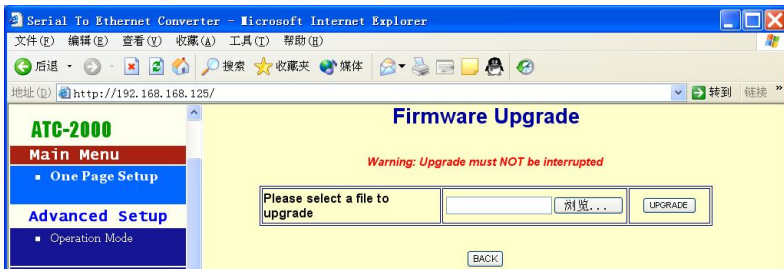 Serial To Ethernet Converter - Microsoft Internet Explorer
文件(F) 编辑(E) 查看(V) 收藏(A) 工具(T) 帮助(H)
后退 搜索 收藏夹 媒体
地址(D) http://192.168.168.125/ 转到 链接 »
ATC-2000
Main Menu
One Page Setup
Advanced Setup
Operation Mode
Firmware Upgrade
Warning: Upgrade must NOT be interrupted
Please select a file to
upgrade
浏览... UPGRADE
BACK